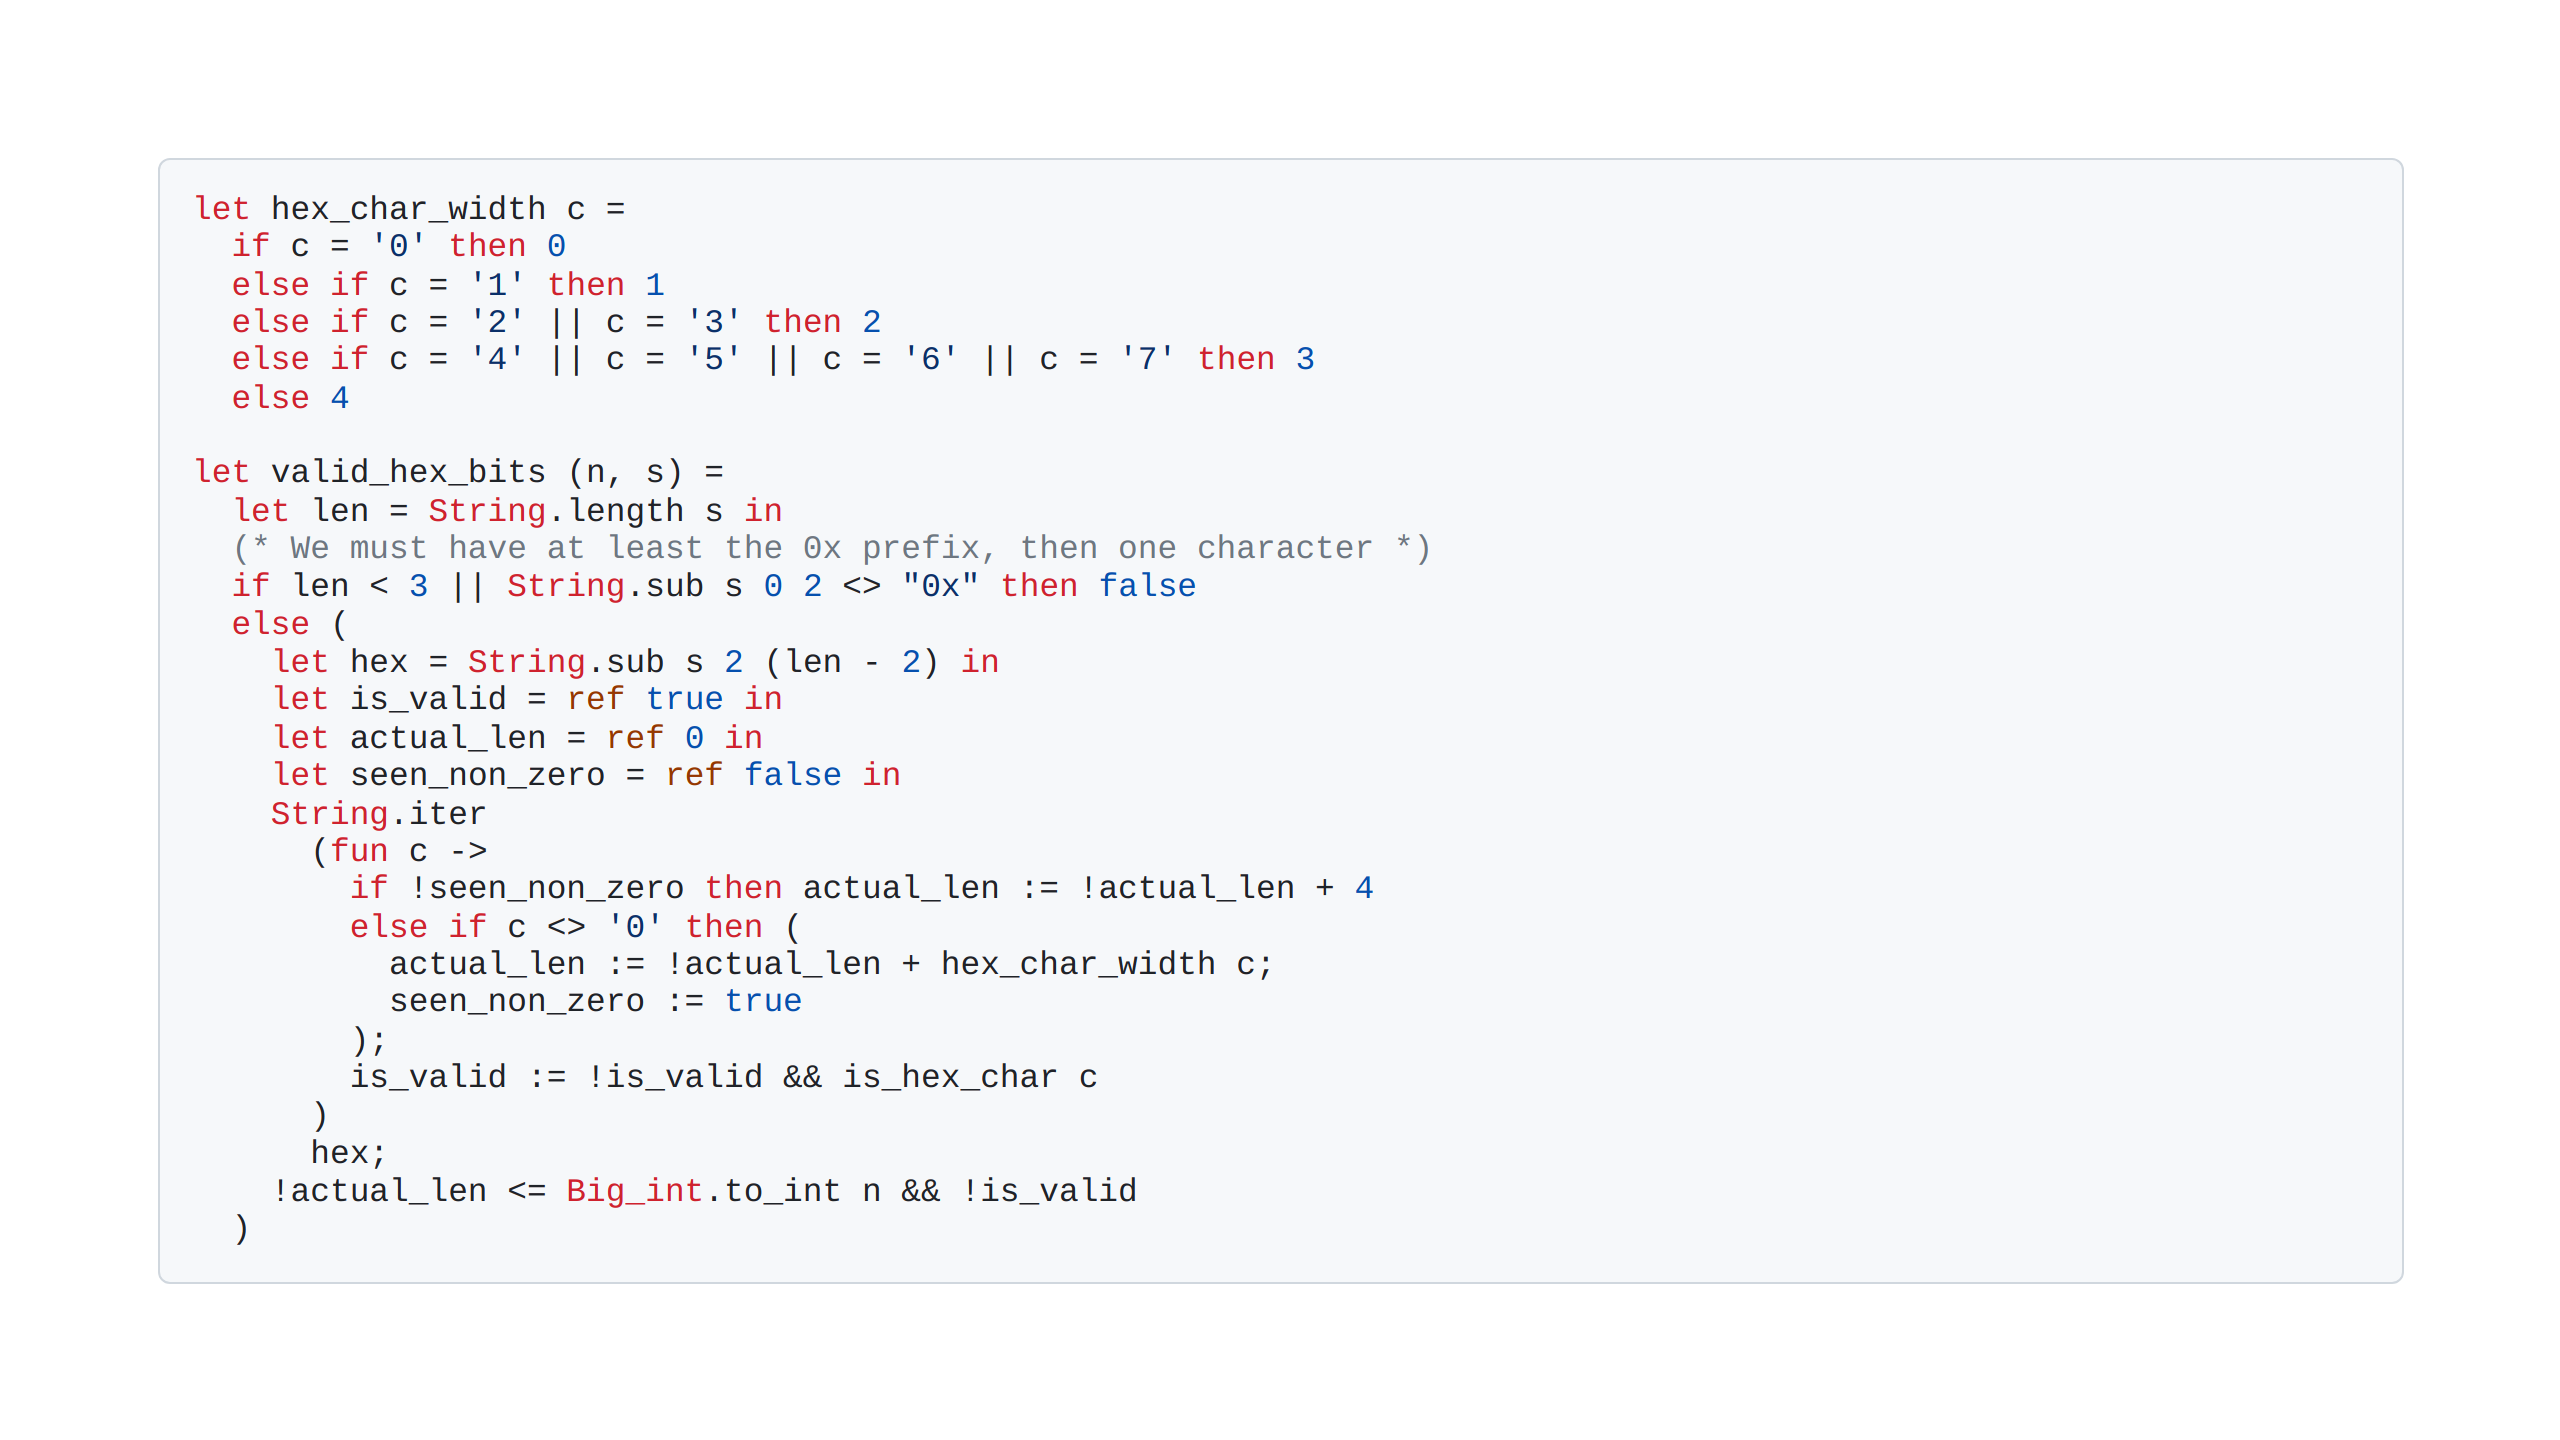 let hex_char_width c =
  if c = '0' then 0
  else if c = '1' then 1
  else if c = '2' || c = '3' then 2
  else if c = '4' || c = '5' || c = '6' || c = '7' then 3
  else 4

let valid_hex_bits (n, s) =
  let len = String.length s in
  (* We must have at least the 0x prefix, then one character *)
  if len < 3 || String.sub s 0 2 <> "0x" then false
  else (
    let hex = String.sub s 2 (len - 2) in
    let is_valid = ref true in
    let actual_len = ref 0 in
    let seen_non_zero = ref false in
    String.iter
      (fun c ->
        if !seen_non_zero then actual_len := !actual_len + 4
        else if c <> '0' then (
          actual_len := !actual_len + hex_char_width c;
          seen_non_zero := true
        );
        is_valid := !is_valid && is_hex_char c
      )
      hex;
    !actual_len <= Big_int.to_int n && !is_valid
  )